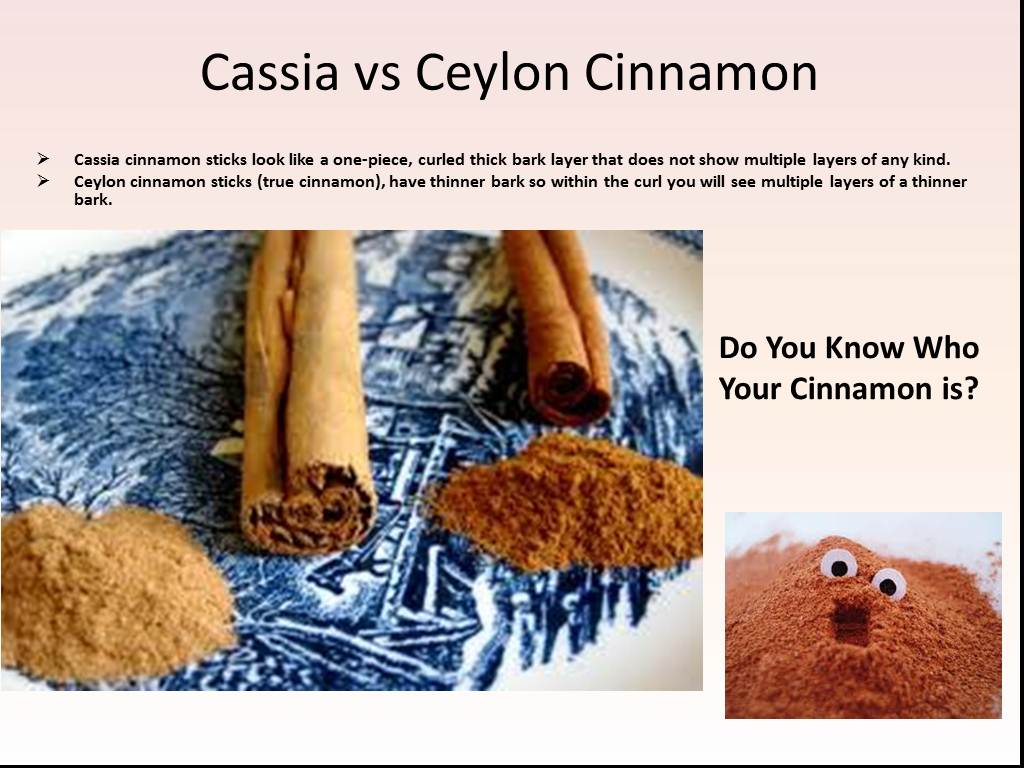 Cassia vs Ceylon Cinnamon
➢ Cassia cinnamon sticks look like a one-piece, curled thick bark layer that does not show multiple layers of any kind.
➢ Ceylon cinnamon sticks (true cinnamon), have thinner bark so within the curl you will see multiple layers of a thinner
bark.
Do You Know Who
Your Cinnamon is?